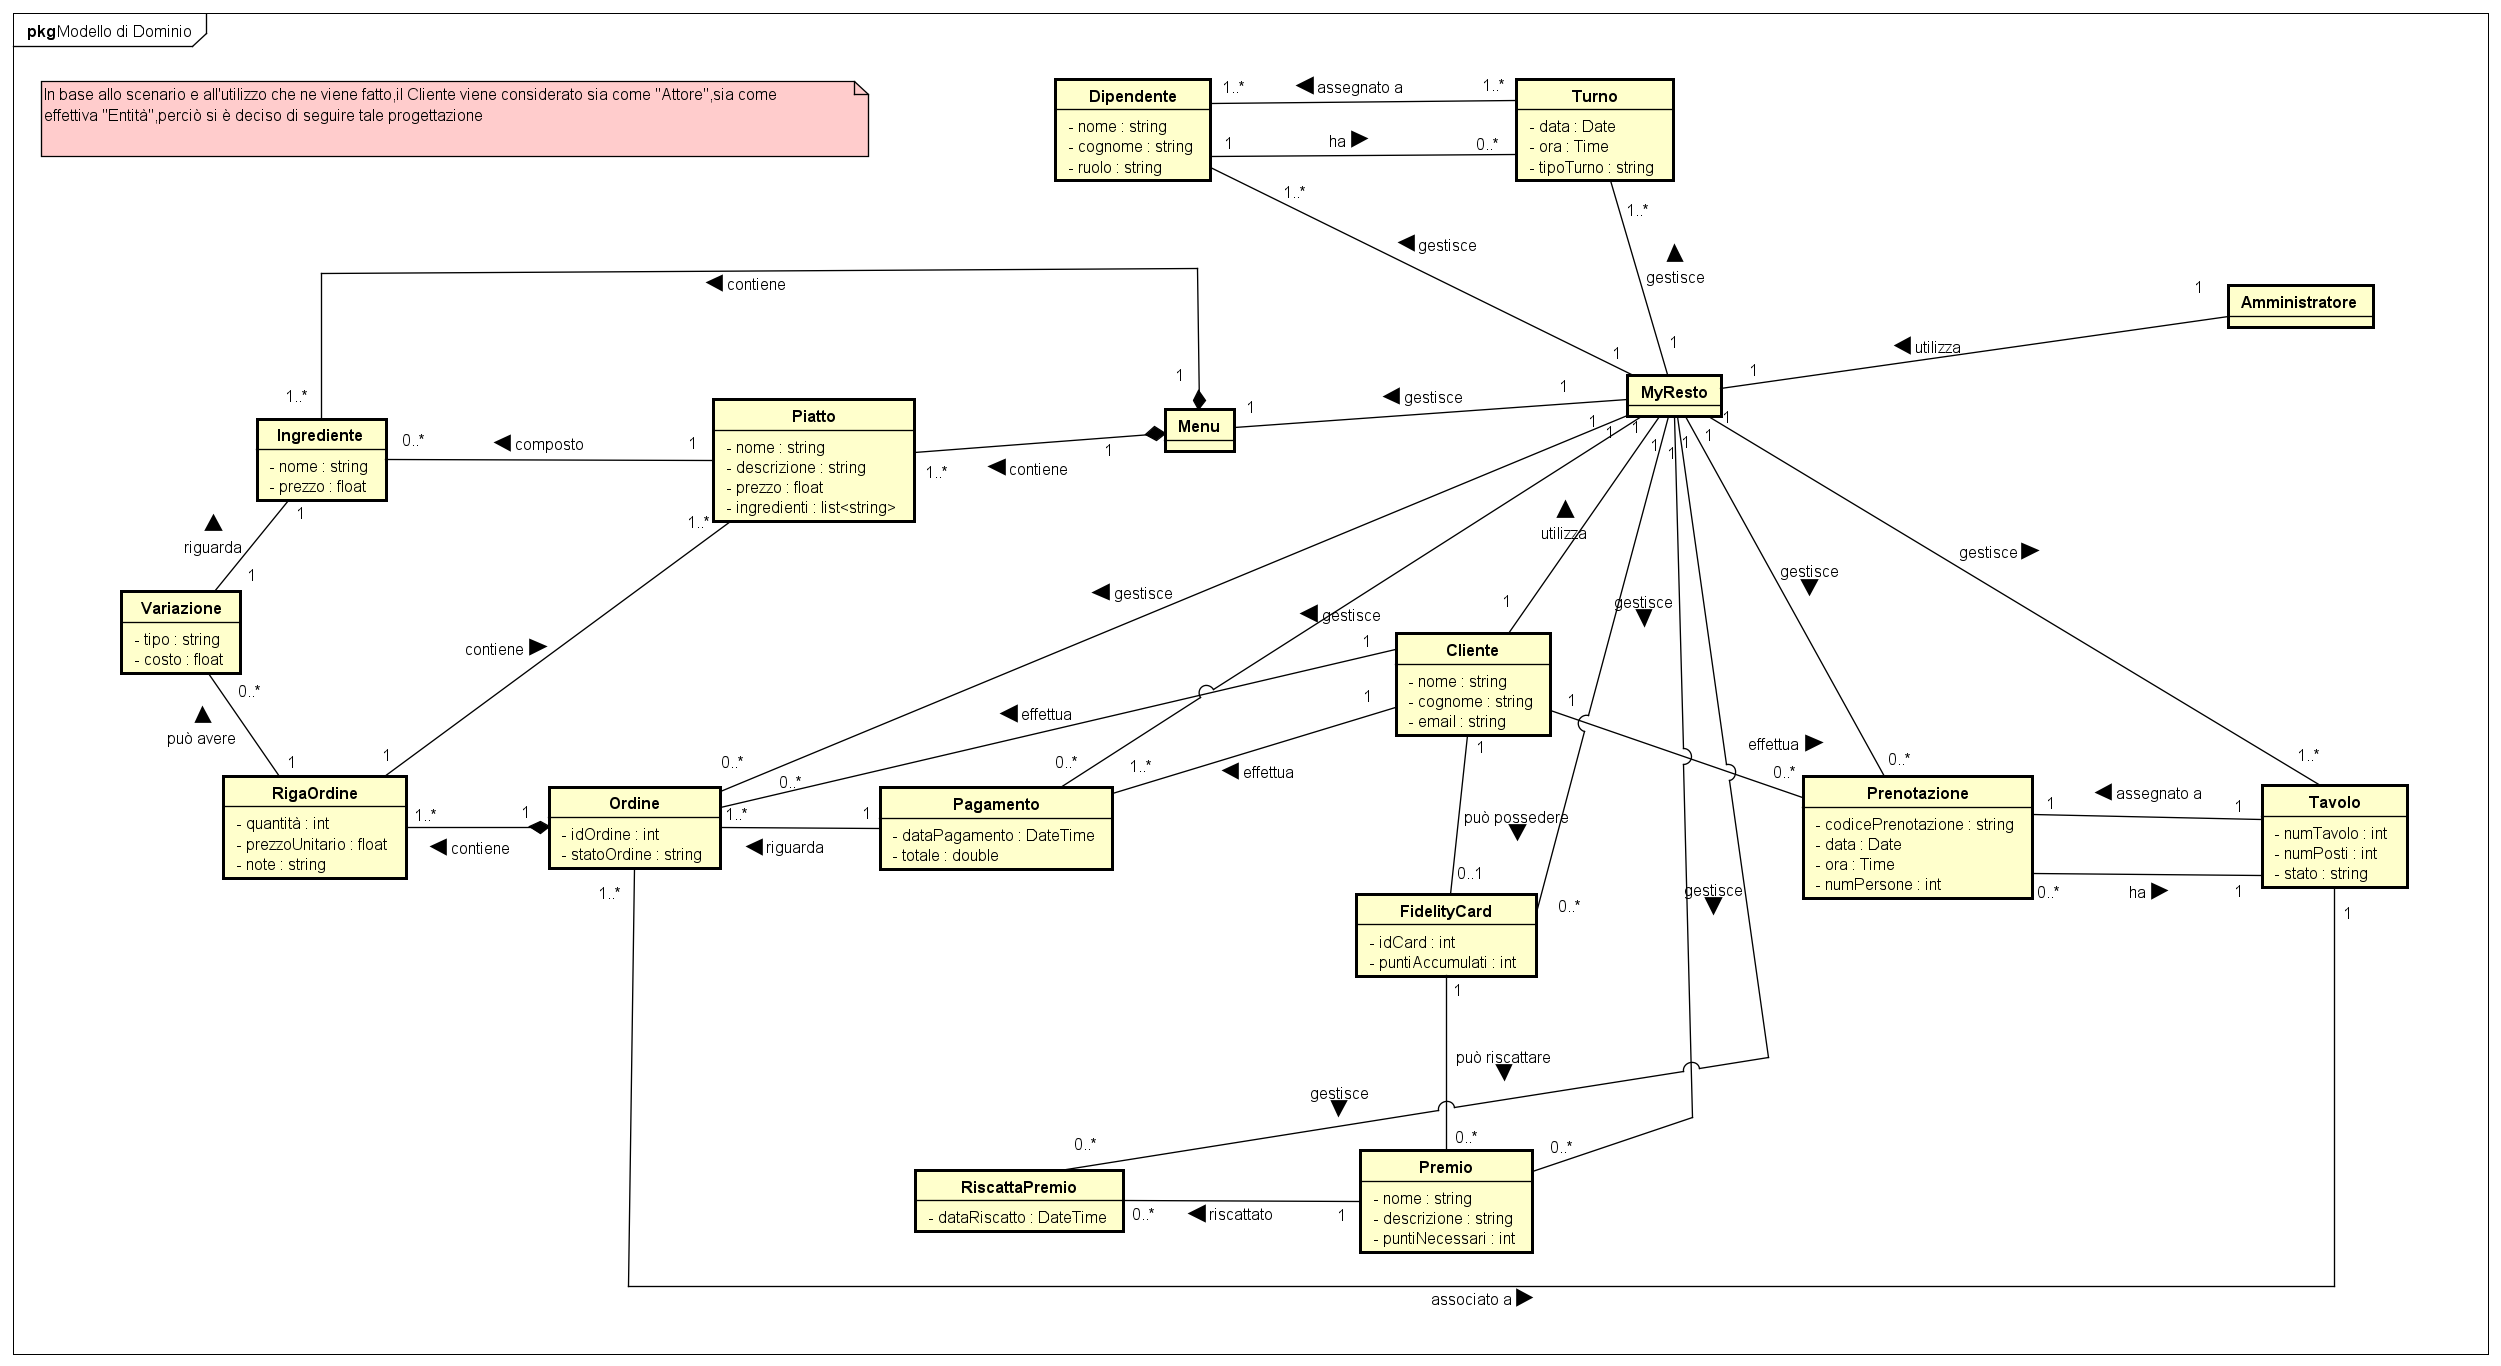 pkg Modello di Dominio
In base allo scenario e all'utilizzo che ne viene fatto,il Cliente viene considerato sia come "Attore",sia come
effettiva "Entità",perciò si è deciso di seguire tale progettazione
Dipendente
- nome : string
- cognome : string
- ruolo : string
1..*
assegnato a
1..*
1
ha
0..*
Turno
- data : Date
- ora : Time
- tipoTurno : string
1..*
gestisce
1
1..*
gestisce
1
Amministratore
1
utilizza
1
MyResto
contiene
1
1..*
Menu
1
gestisce
1
1
contiene
1..*
Piatto
- nome : string
- descrizione : string
- prezzo : float
- ingredienti : list<string>
1
composto
0..*
Ingrediente
- nome : string
- prezzo : float
1
riguarda
1
Variazione
- tipo : string
- costo : float
0..*
può avere
1
1..*
contiene
1
1
1
1
1
1
1
1
1
gestisce
0..*
gestisce
0..*
utilizza
1
gestisce
0..*
gestisce
0..*
gestisce
1..*
Cliente
- nome : string
- cognome : string
- email : string
1
effettua
0..*
1
effettua
1..*
1
effettua
0..*
1
può possedere
0..1
RigaOrdine
- quantità : int
- prezzoUnitario : float
- note : string
1..*
contiene
1
Ordine
- idOrdine : int
- statoOrdine : string
1..*
riguarda
1
1..*
Pagamento
- dataPagamento : DateTime
- totale : double
Prenotazione
- codicePrenotazione : string
- data : Date
- ora : Time
- numPersone : int
1
assegnato a
1
0..*
ha
1
Tavolo
- numTavolo : int
- numPosti : int
- stato : string
1
FidelityCard
- idCard : int
- puntiAccumulati : int
gestisce
1
può riscattare
0..*
gestisce
0..*
0..*
RiscattaPremio
- dataRiscatto : DateTime
0..*
riscattato
1
Premio
- nome : string
- descrizione : string
- puntiNecessari : int
associato a